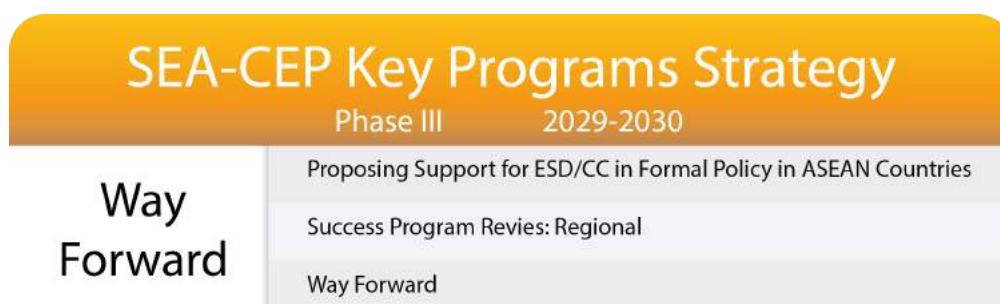 SEA-CEP Key Programs Strategy
Phase III 2029-2030
Way
Forward
Proposing Support for ESD/CC in Formal Policy in ASEAN Countries
Success Program Revies: Regional
Way Forward